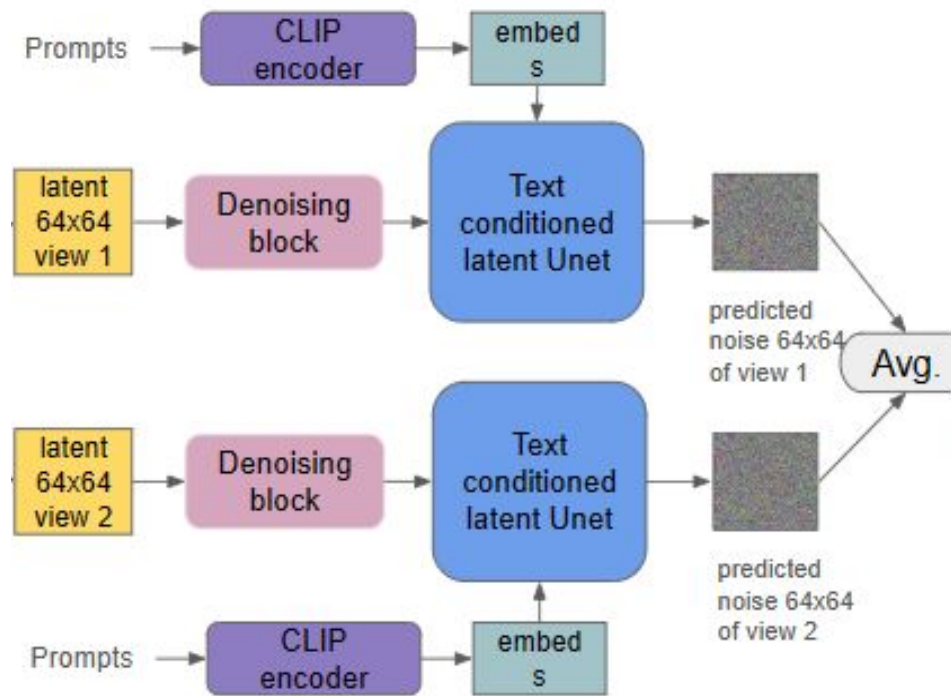 Prompts
CLIP
encoder
embed
s
latent
64x64
view 1
Denoising
block
Text
conditioned
latent Unet
predicted
noise 64x64
of view 1
Avg.
latent
64x64
view 2
Denoising
block
Text
conditioned
latent Unet
predicted
noise 64x64
of view 2
Prompts
CLIP
encoder
embed
s